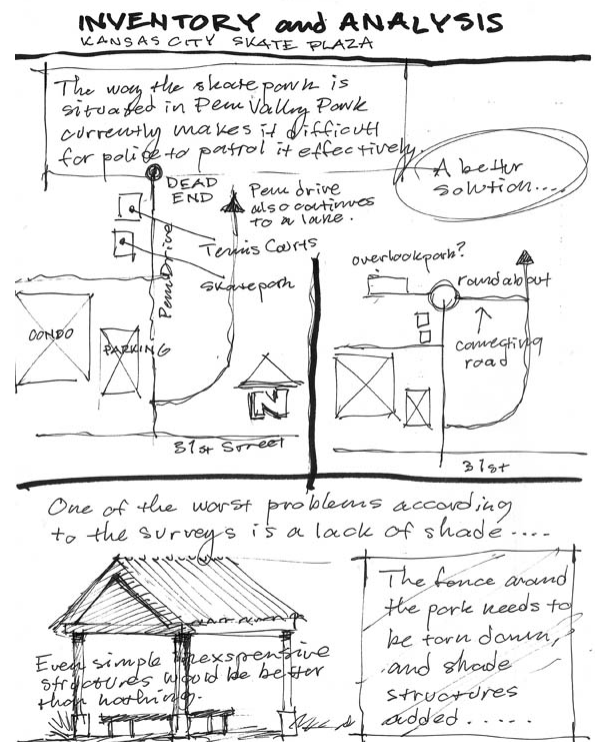 INVENTORY and ANALYSIS
KANSAS CITY SKATE PLAZA
The way the skatepark is
situated in Penn Valley Park
currently makes it difficult
for police to patrol it effectively.
A better
solution....
DEAD
END
Penn drive
also continues
to a lake.
Tennis Courts
Skatepark
Penn Drive
CONDO
PARKING
N
31st Street
overlook park?
roundabout
connecting
road
31st
One of the worst problems according
to the surveys is a lack of shade....
Even simple inexspensive
structures would be better
than nothing.
The fence around
the park needs to
be torn down,
and shade
structures
added......